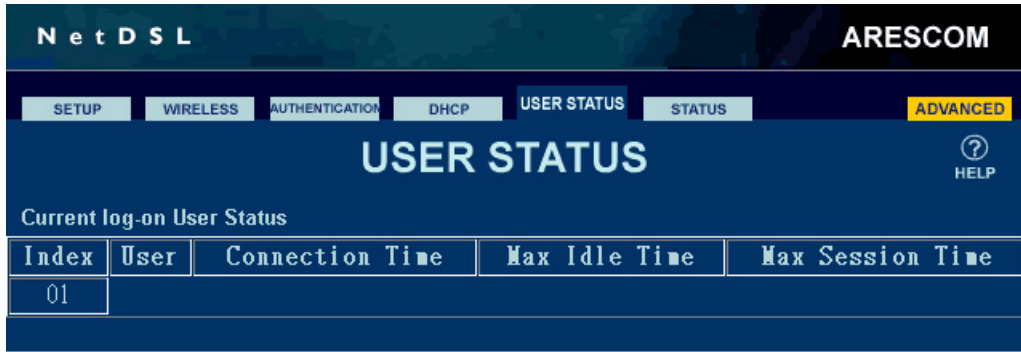 NetDSL ARESCOM
SETUP WIRELESS AUTHENTICATION DHCP USER STATUS STATUS ADVANCED
USER STATUS
? HELP
Current log-on User Status
Index User Connection Time Max Idle Time Max Session Time
01